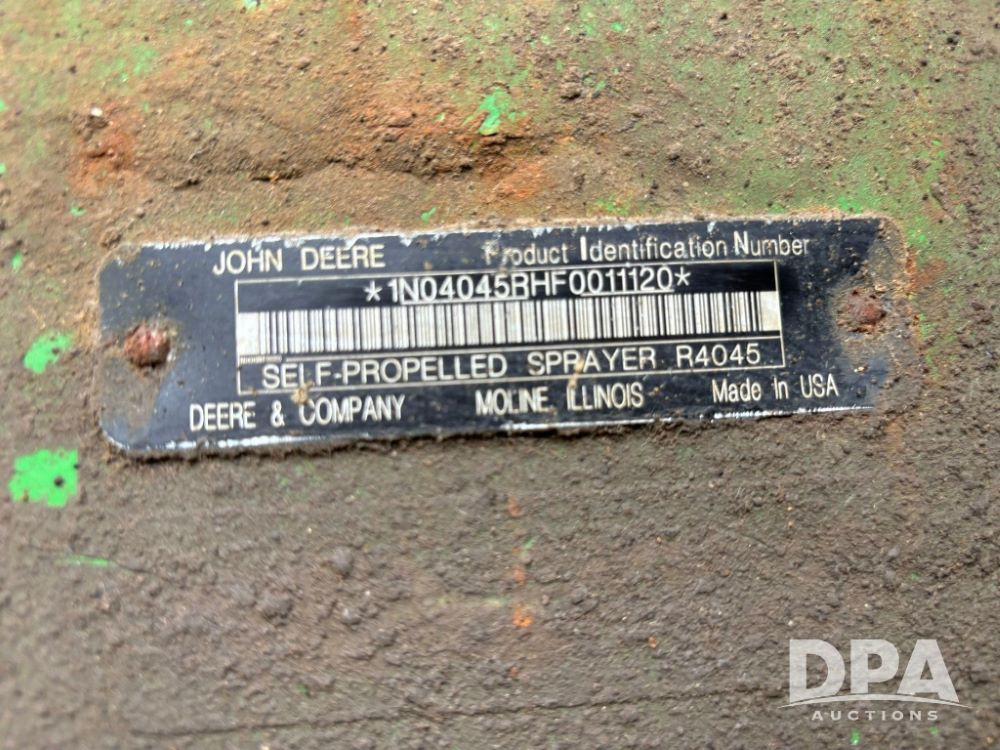 JOHN DEERE Product Identification Number
*1N04045RHF0011120*
SELF-PROPELLED SPRAYER R4045
DEERE & COMPANY MOLINE ILLINOIS Made in USA
DPA
AUCTIONS